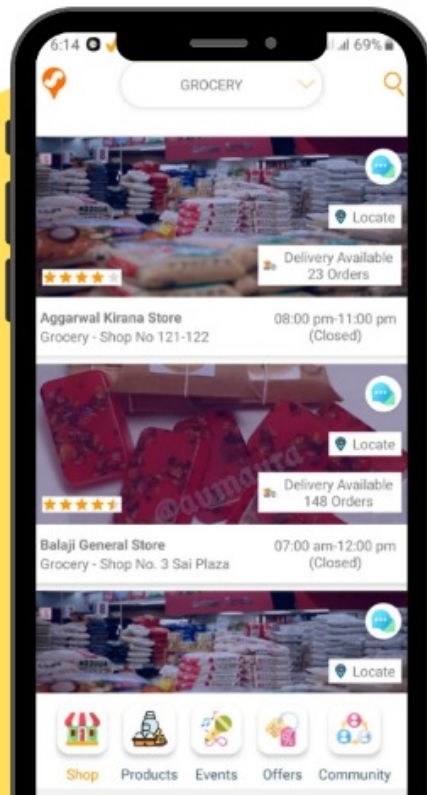 6:14
69%
GROCERY
Locate
Delivery Available
23 Orders
Aggarwal Kirana Store
08:00 pm-11:00 pm
Grocery - Shop No 121-122
(Closed)
@aumaura
Locate
Delivery Available
148 Orders
Balaji General Store
07:00 am-12:00 pm
Grocery - Shop No. 3 Sai Plaza
(Closed)
Locate
Shop
Products
Events
Offers
Community